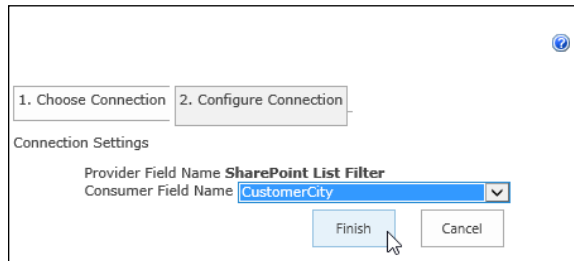 ?
1. Choose Connection 2. Configure Connection
Connection Settings
Provider Field Name SharePoint List Filter
Consumer Field Name CustomerCity
Finish Cancel